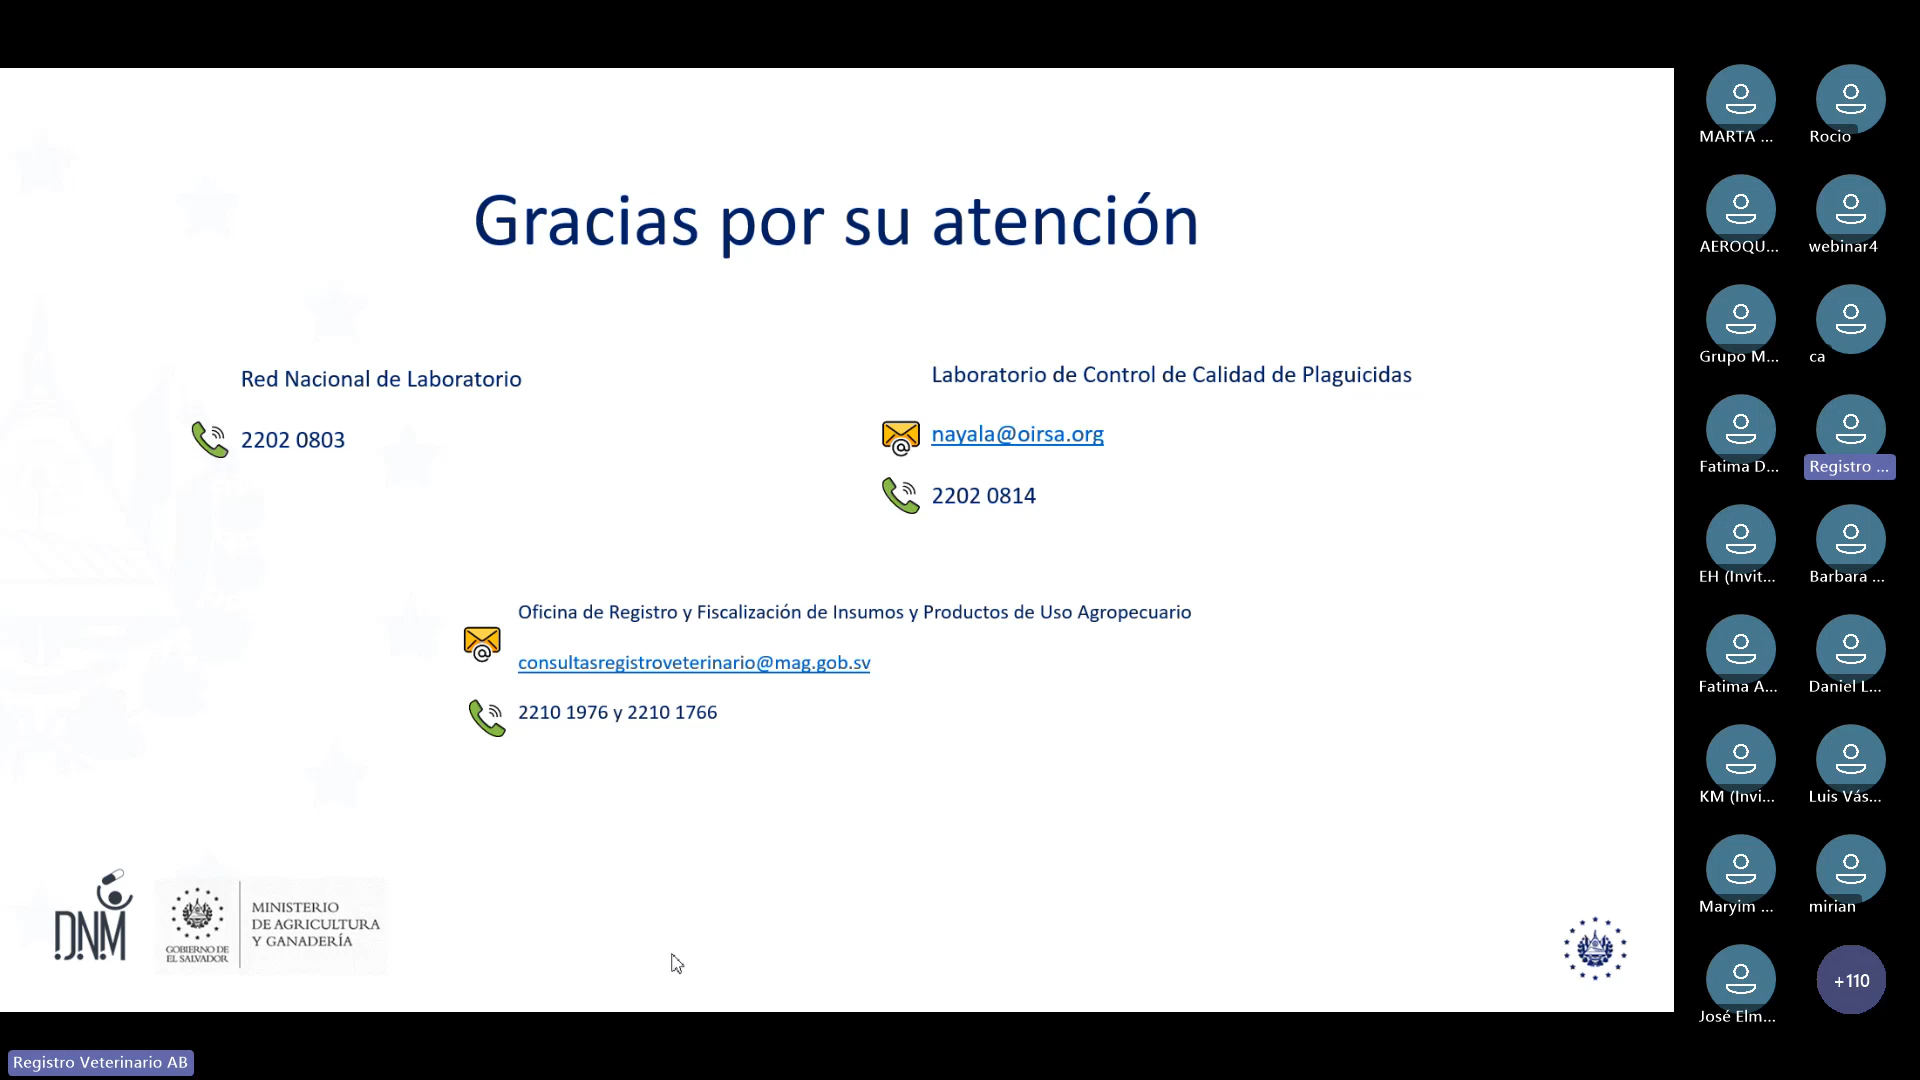 Gracias por su atención
Red Nacional de Laboratorio
2202 0803
Laboratorio de Control de Calidad de Plaguicidas
nayala@oirsa.org
2202 0814
Oficina de Registro y Fiscalización de Insumos y Productos de Uso Agropecuario
consultasregistroveterinario@mag.gob.sv
2210 1976 y 2210 1766
DNM
GOBIERNO DE
EL SALVADOR
MINISTERIO
DE AGRICULTURA
Y GANADERÍA
Registro Veterinario AB
MARTA ...
Rocio
AEROQU...
webinar4
Grupo M...
ca
Fatima D...
Registro ...
EH (Invit...
Barbara ...
Fatima A...
Daniel L...
KM (Invi...
Luis Vás...
Maryim ...
mirian
José Elm...
+110